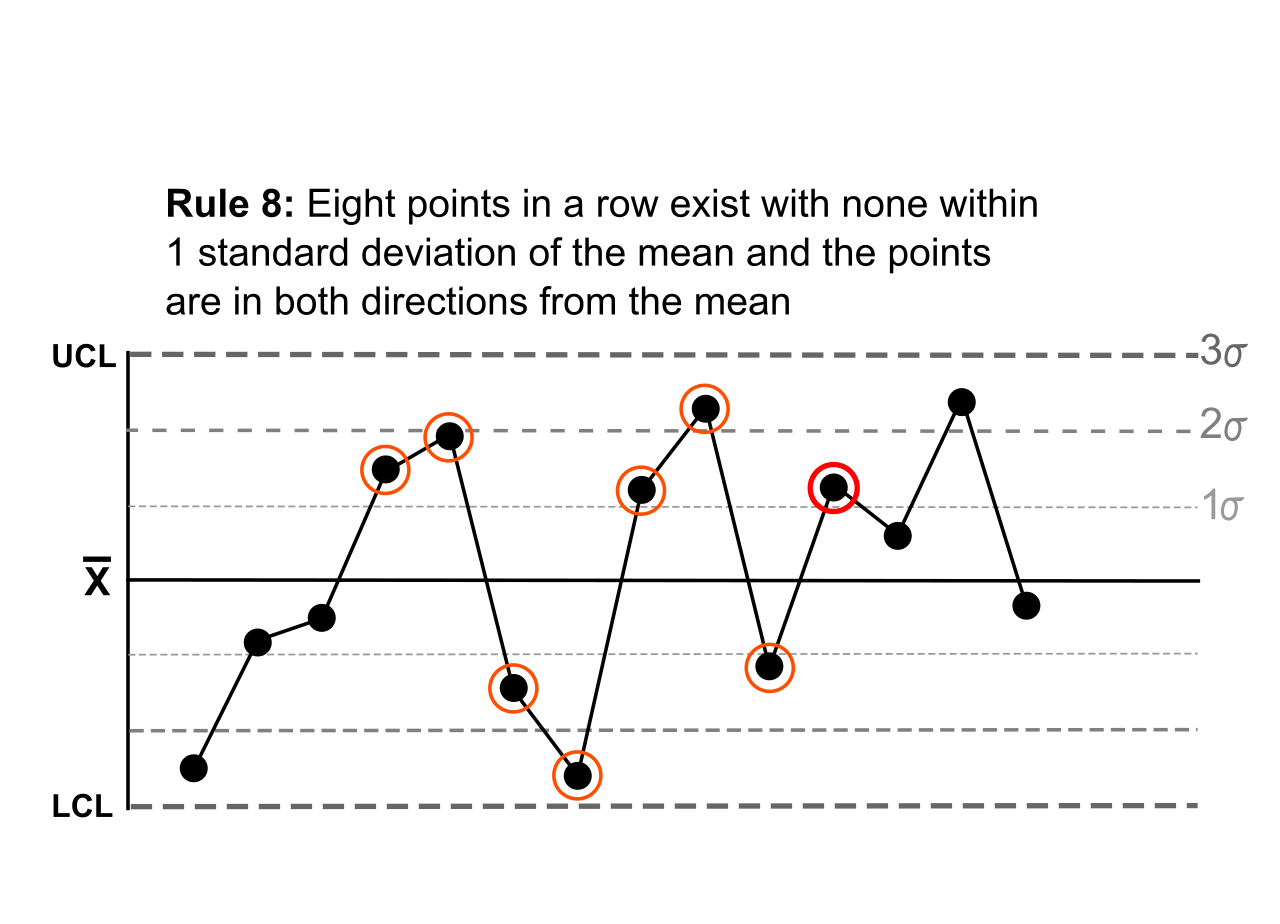 Rule 8: Eight points in a row exist with none within
1 standard deviation of the mean and the points
are in both directions from the mean
UCL
3σ
2σ
1σ
X̅
LCL